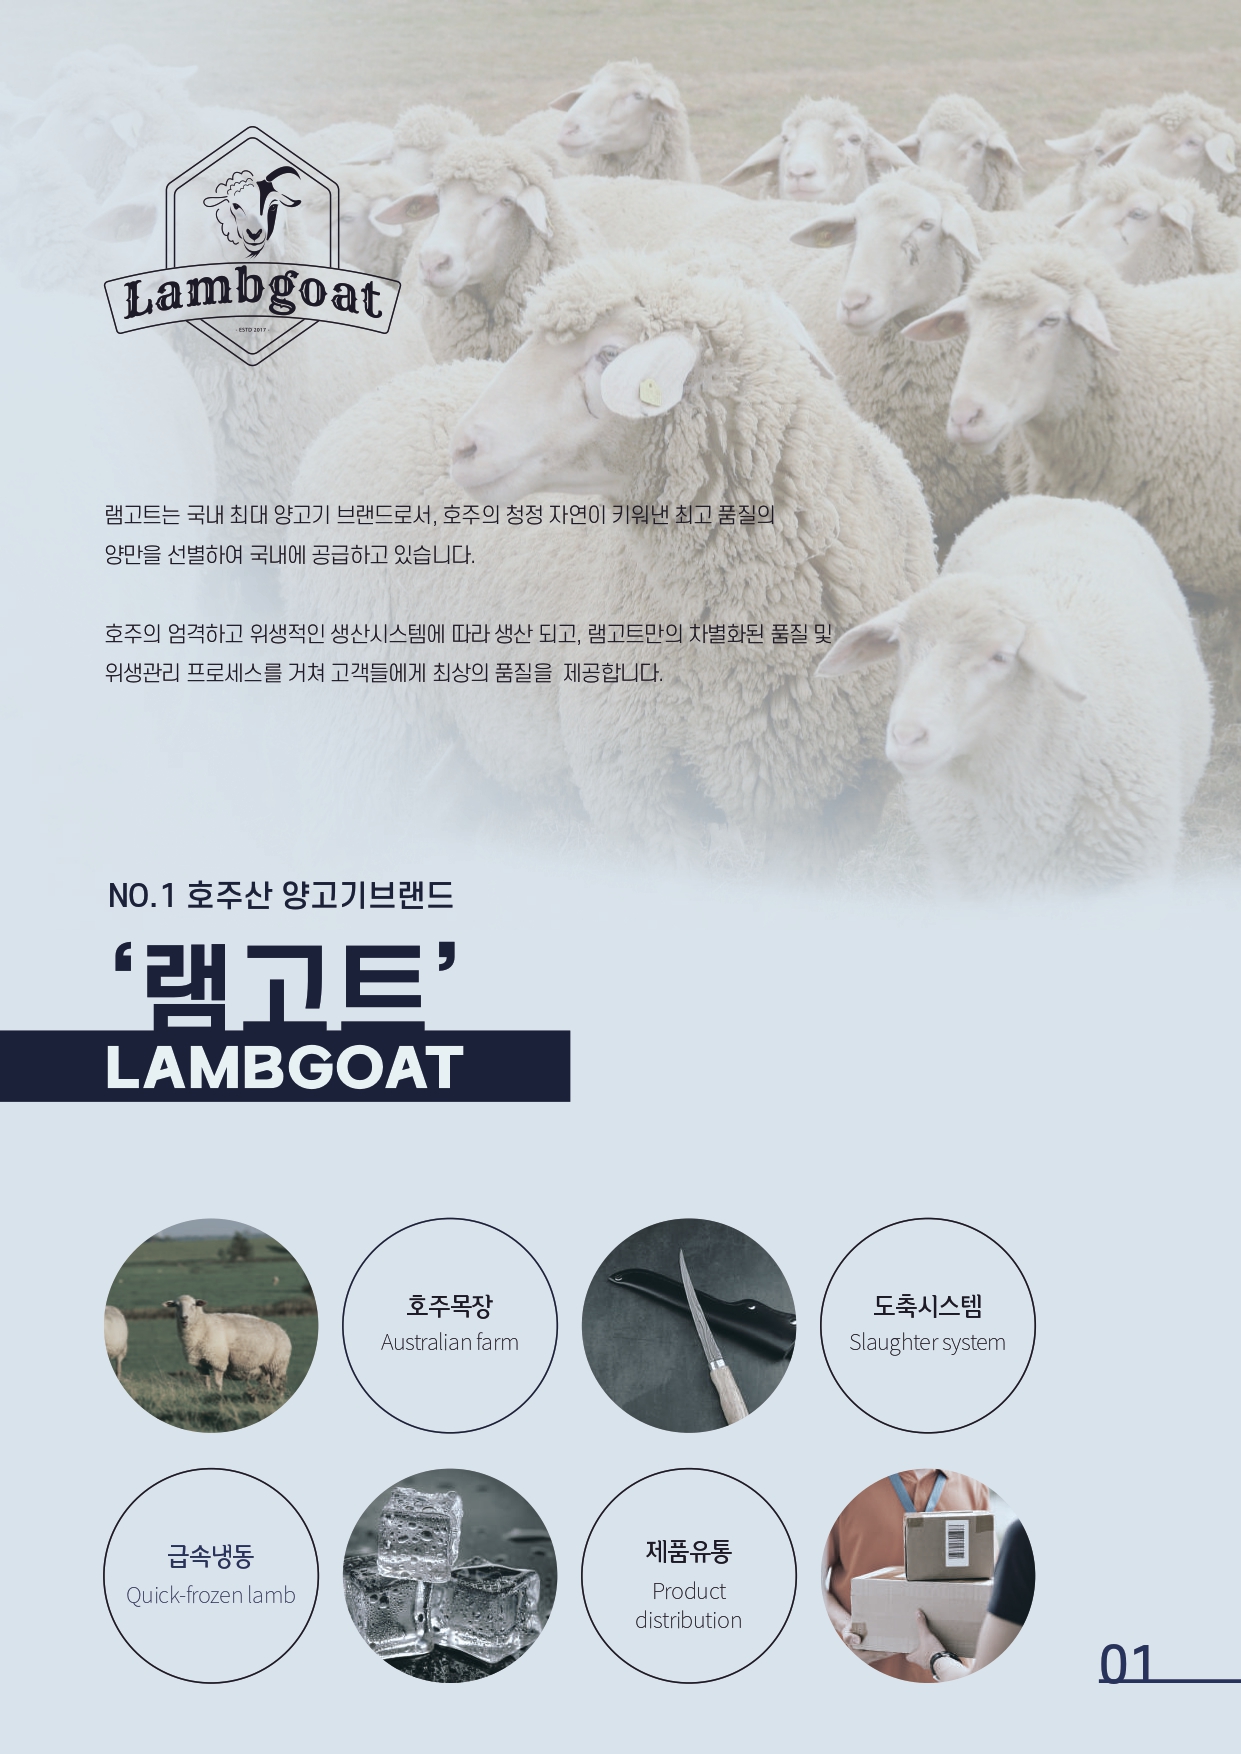 Lambgoat
ESTD 2017
램고트는 국내 최대 양고기 브랜드로서, 호주의 청정 자연이 키워낸 최고 품질의
양만을 선별하여 국내에 공급하고 있습니다.
호주의 엄격하고 위생적인 생산시스템에 따라 생산 되고, 램고트만의 차별화된 품질 및
위생관리 프로세스를 거쳐 고객들에게 최상의 품질을 제공합니다.
NO.1 호주산 양고기브랜드
‘램고트’
LAMBGOAT
호주목장
Australian farm
도축시스템
Slaughter system
급속냉동
Quick-frozen lamb
제품유통
Product
distribution
01